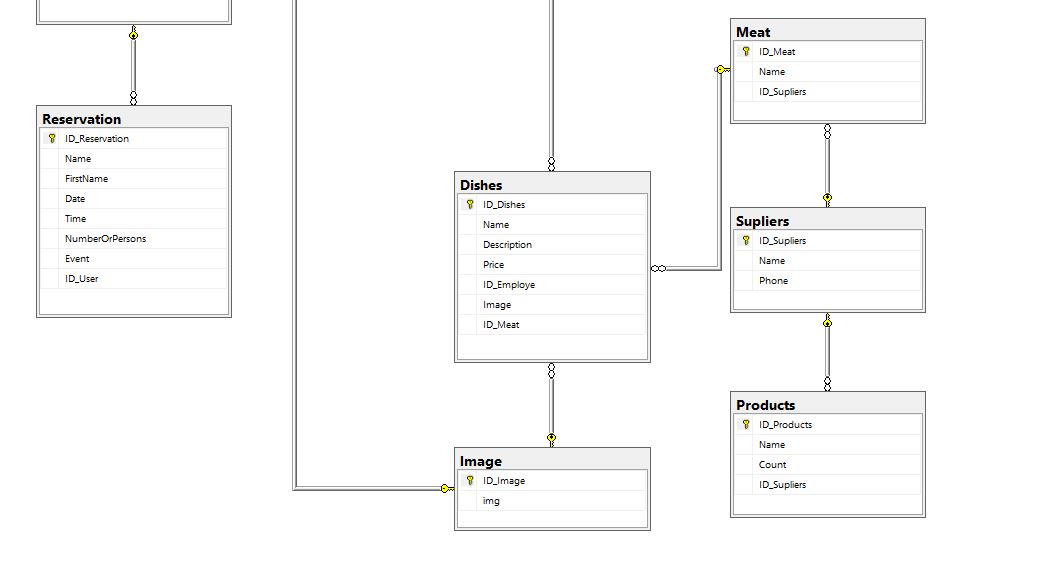 Reservation
ID_Reservation
Name
FirstName
Date
Time
NumberOrPersons
Event
ID_User
Dishes
ID_Dishes
Name
Description
Price
ID_Employe
Image
ID_Meat
Image
ID_Image
img
Meat
ID_Meat
Name
ID_Supliers
Supliers
ID_Supliers
Name
Phone
Products
ID_Products
Name
Count
ID_Supliers